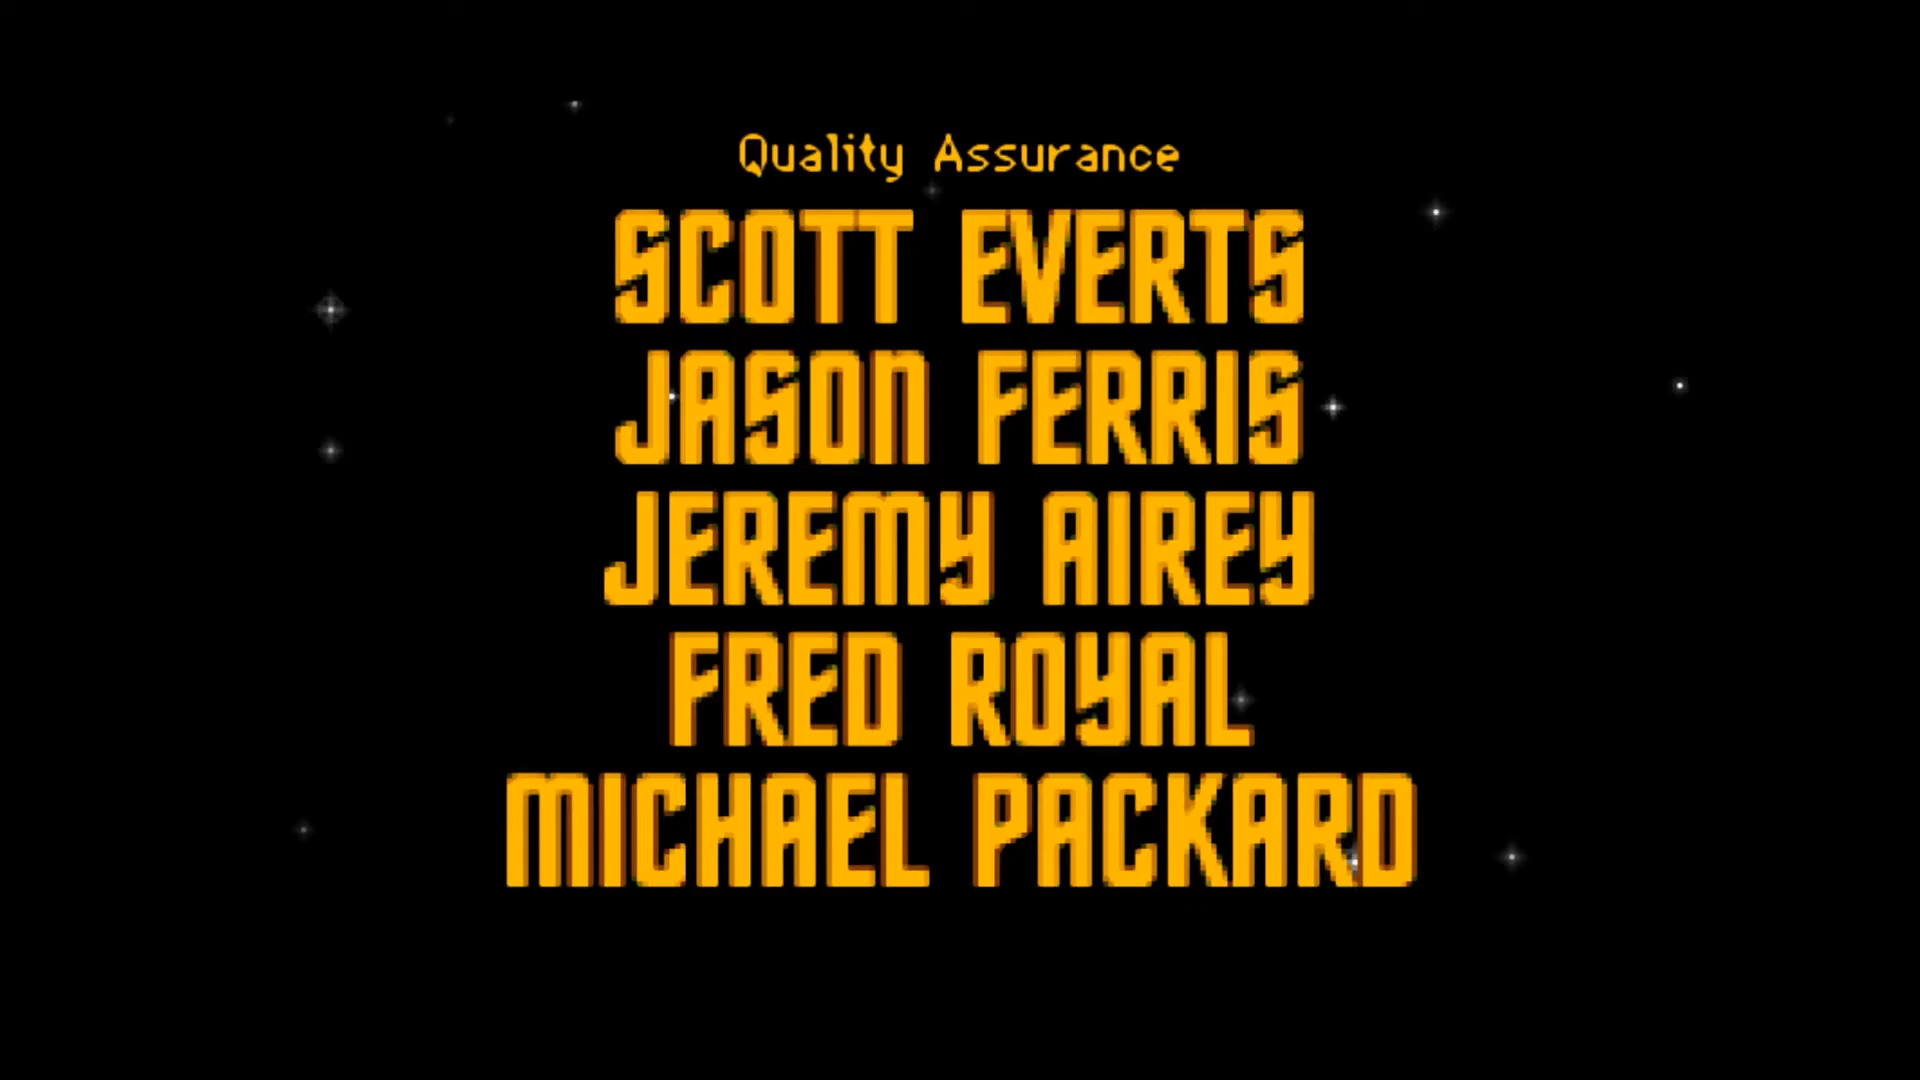 Quality Assurance
SCOTT EVERTS
JASON FERRIS
JEREMY AIREY
FRED ROYAL
MICHAEL PACKARD